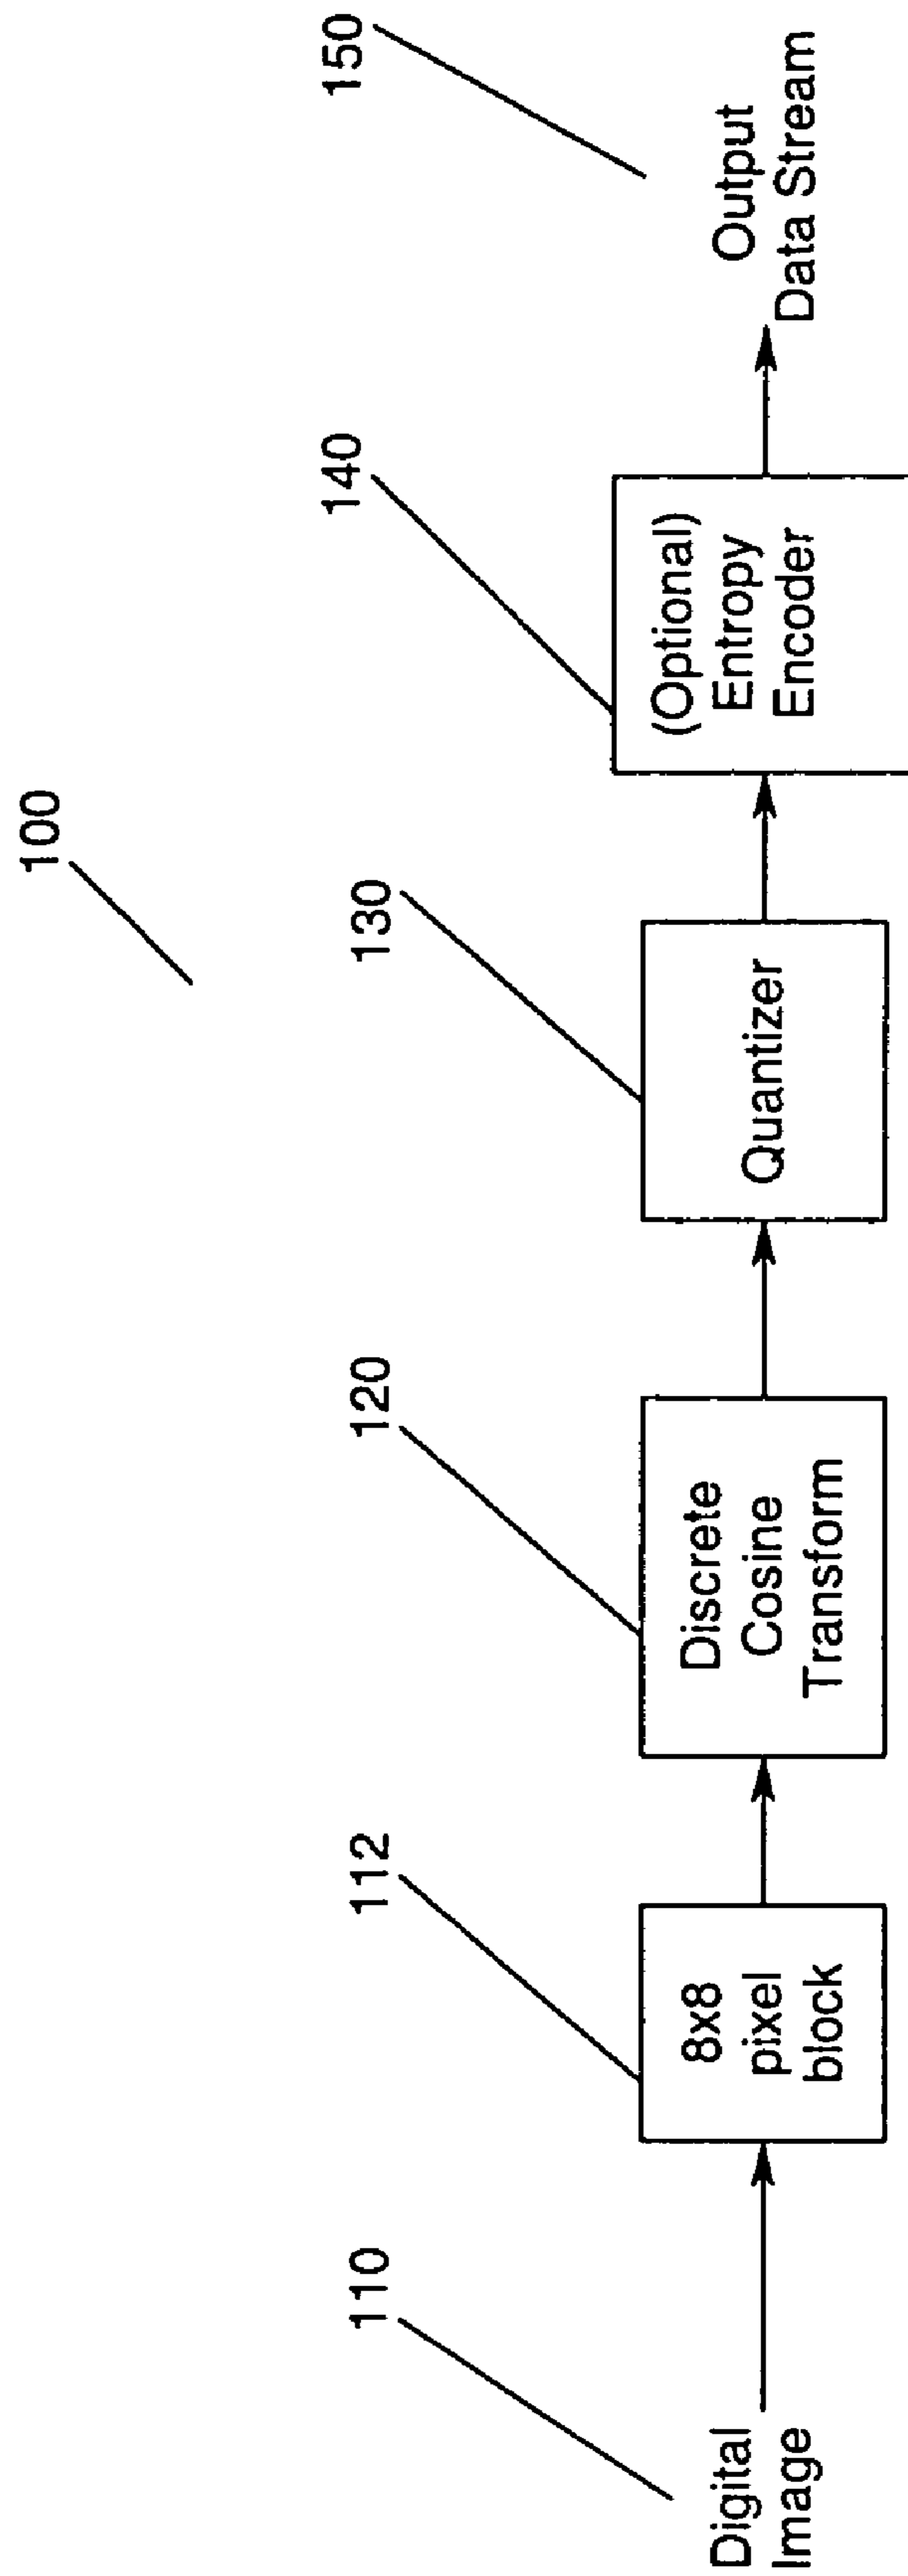 100
110
112
120
130
140
150
Digital
Image
8x8
pixel
block
Discrete
Cosine
Transform
Quantizer
(Optional)
Entropy
Encoder
Output
Data Stream